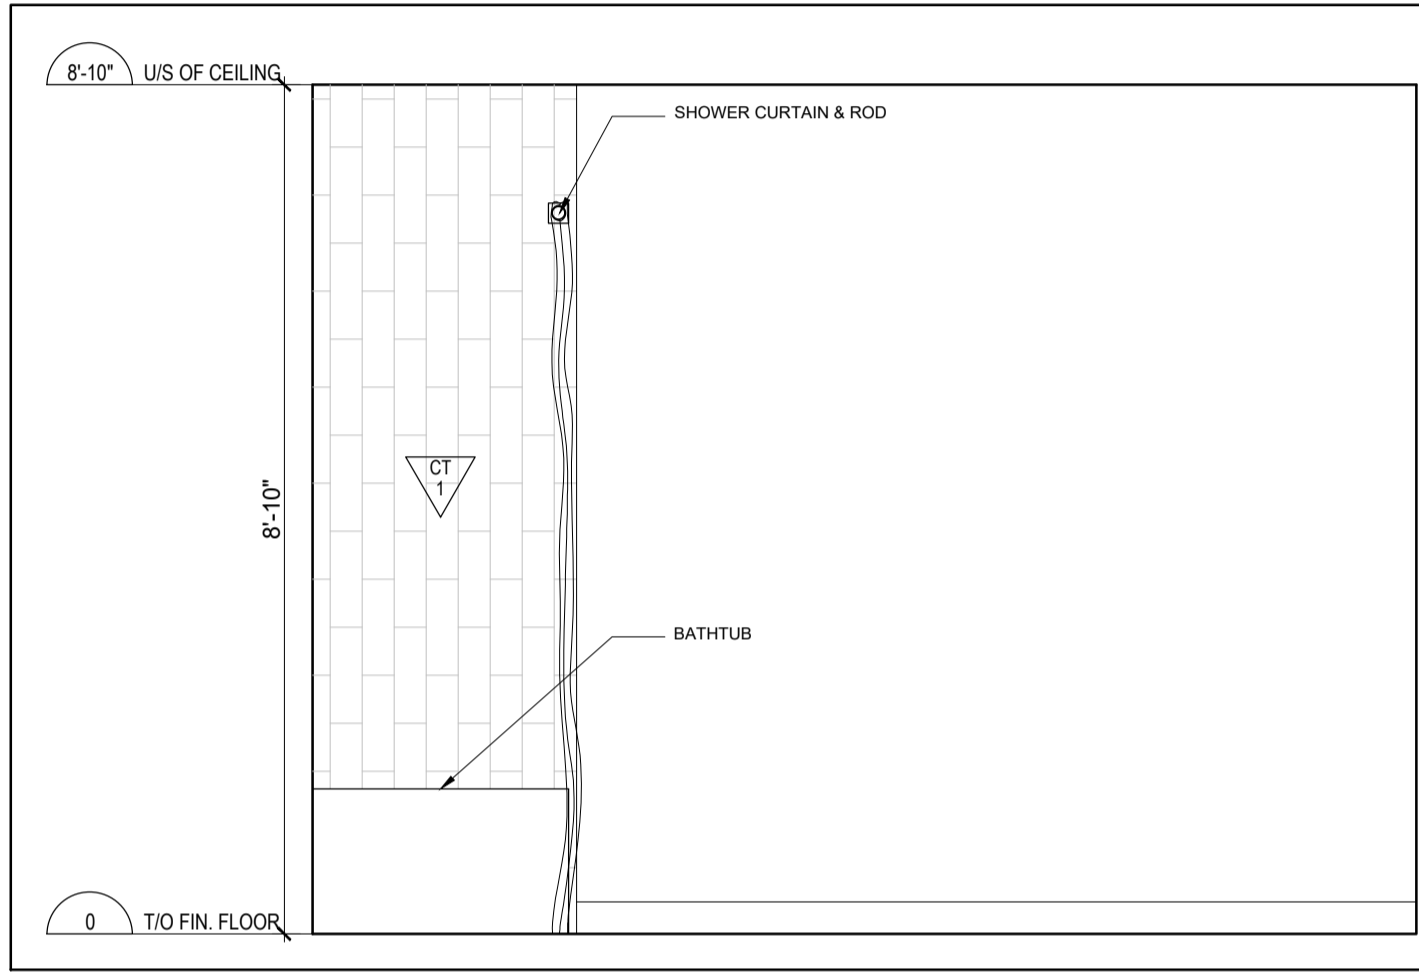 8'-10" U/S OF CEILING
SHOWER CURTAIN & ROD
CT
1
8'-10"
BATHTUB
0 T/O FIN. FLOOR